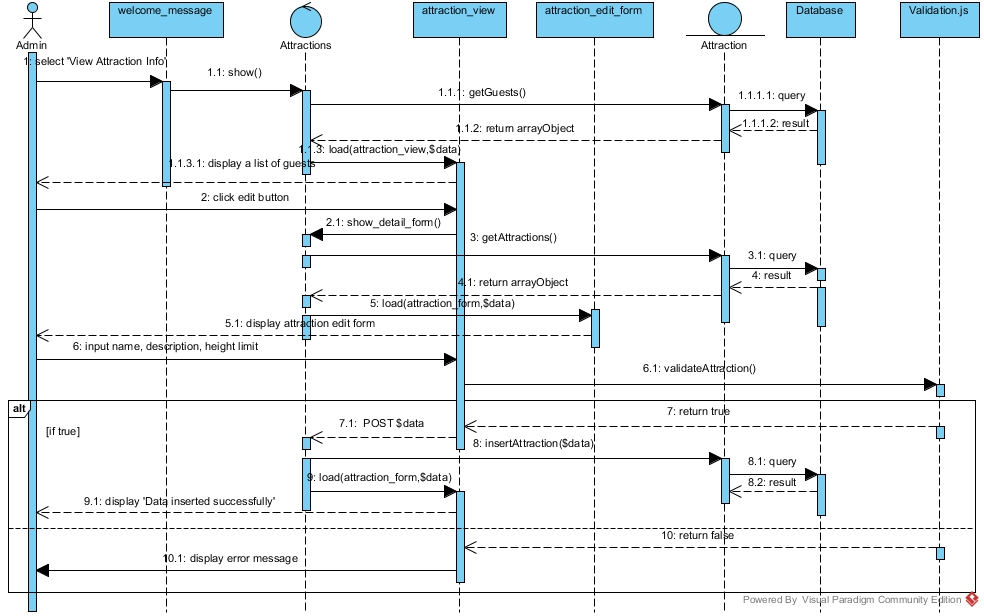 welcome_message
attraction_view
attraction_edit_form
Database
Validation.js
Admin
Attractions
Attraction
1: select 'View Attraction Info'
1.1: show()
1.1.1: getGuests()
1.1.1.1: query
1.1.1.2: result
1.1.2: return arrayObject
1.1.3: load(attraction_view,$data)
1.1.3.1: display a list of guests
2: click edit button
2.1: show_detail_form()
3: getAttractions()
3.1: query
4: result
4.1: return arrayObject
5: load(attraction_form,$data)
5.1: display attraction edit form
6: input name, description, height limit
6.1: validateAttraction()
alt
7: return true
[if true]
7.1: POST $data
8: insertAttraction($data)
8.1: query
8.2: result
9: load(attraction_form,$data)
9.1: display 'Data inserted successfully'
10: return false
10.1: display error message
Powered By Visual Paradigm Community Edition